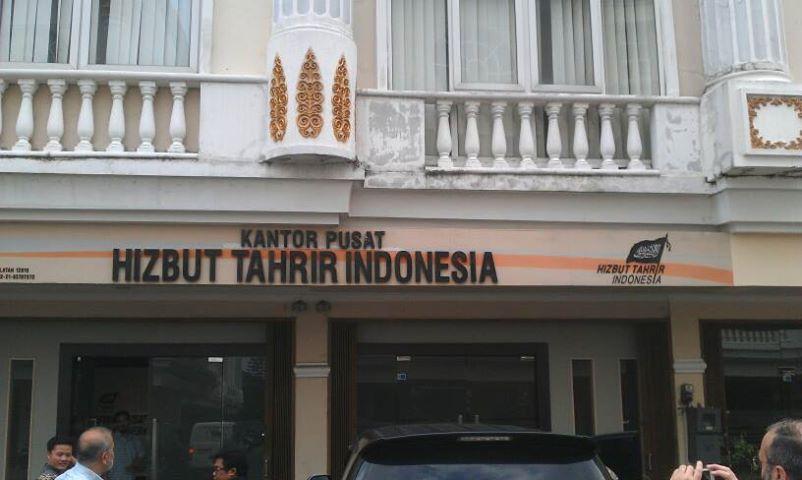 KANTOR PUSAT
HIZBUT TAHRIR INDONESIA
HIZBUT TAHRIR
INDONESIA